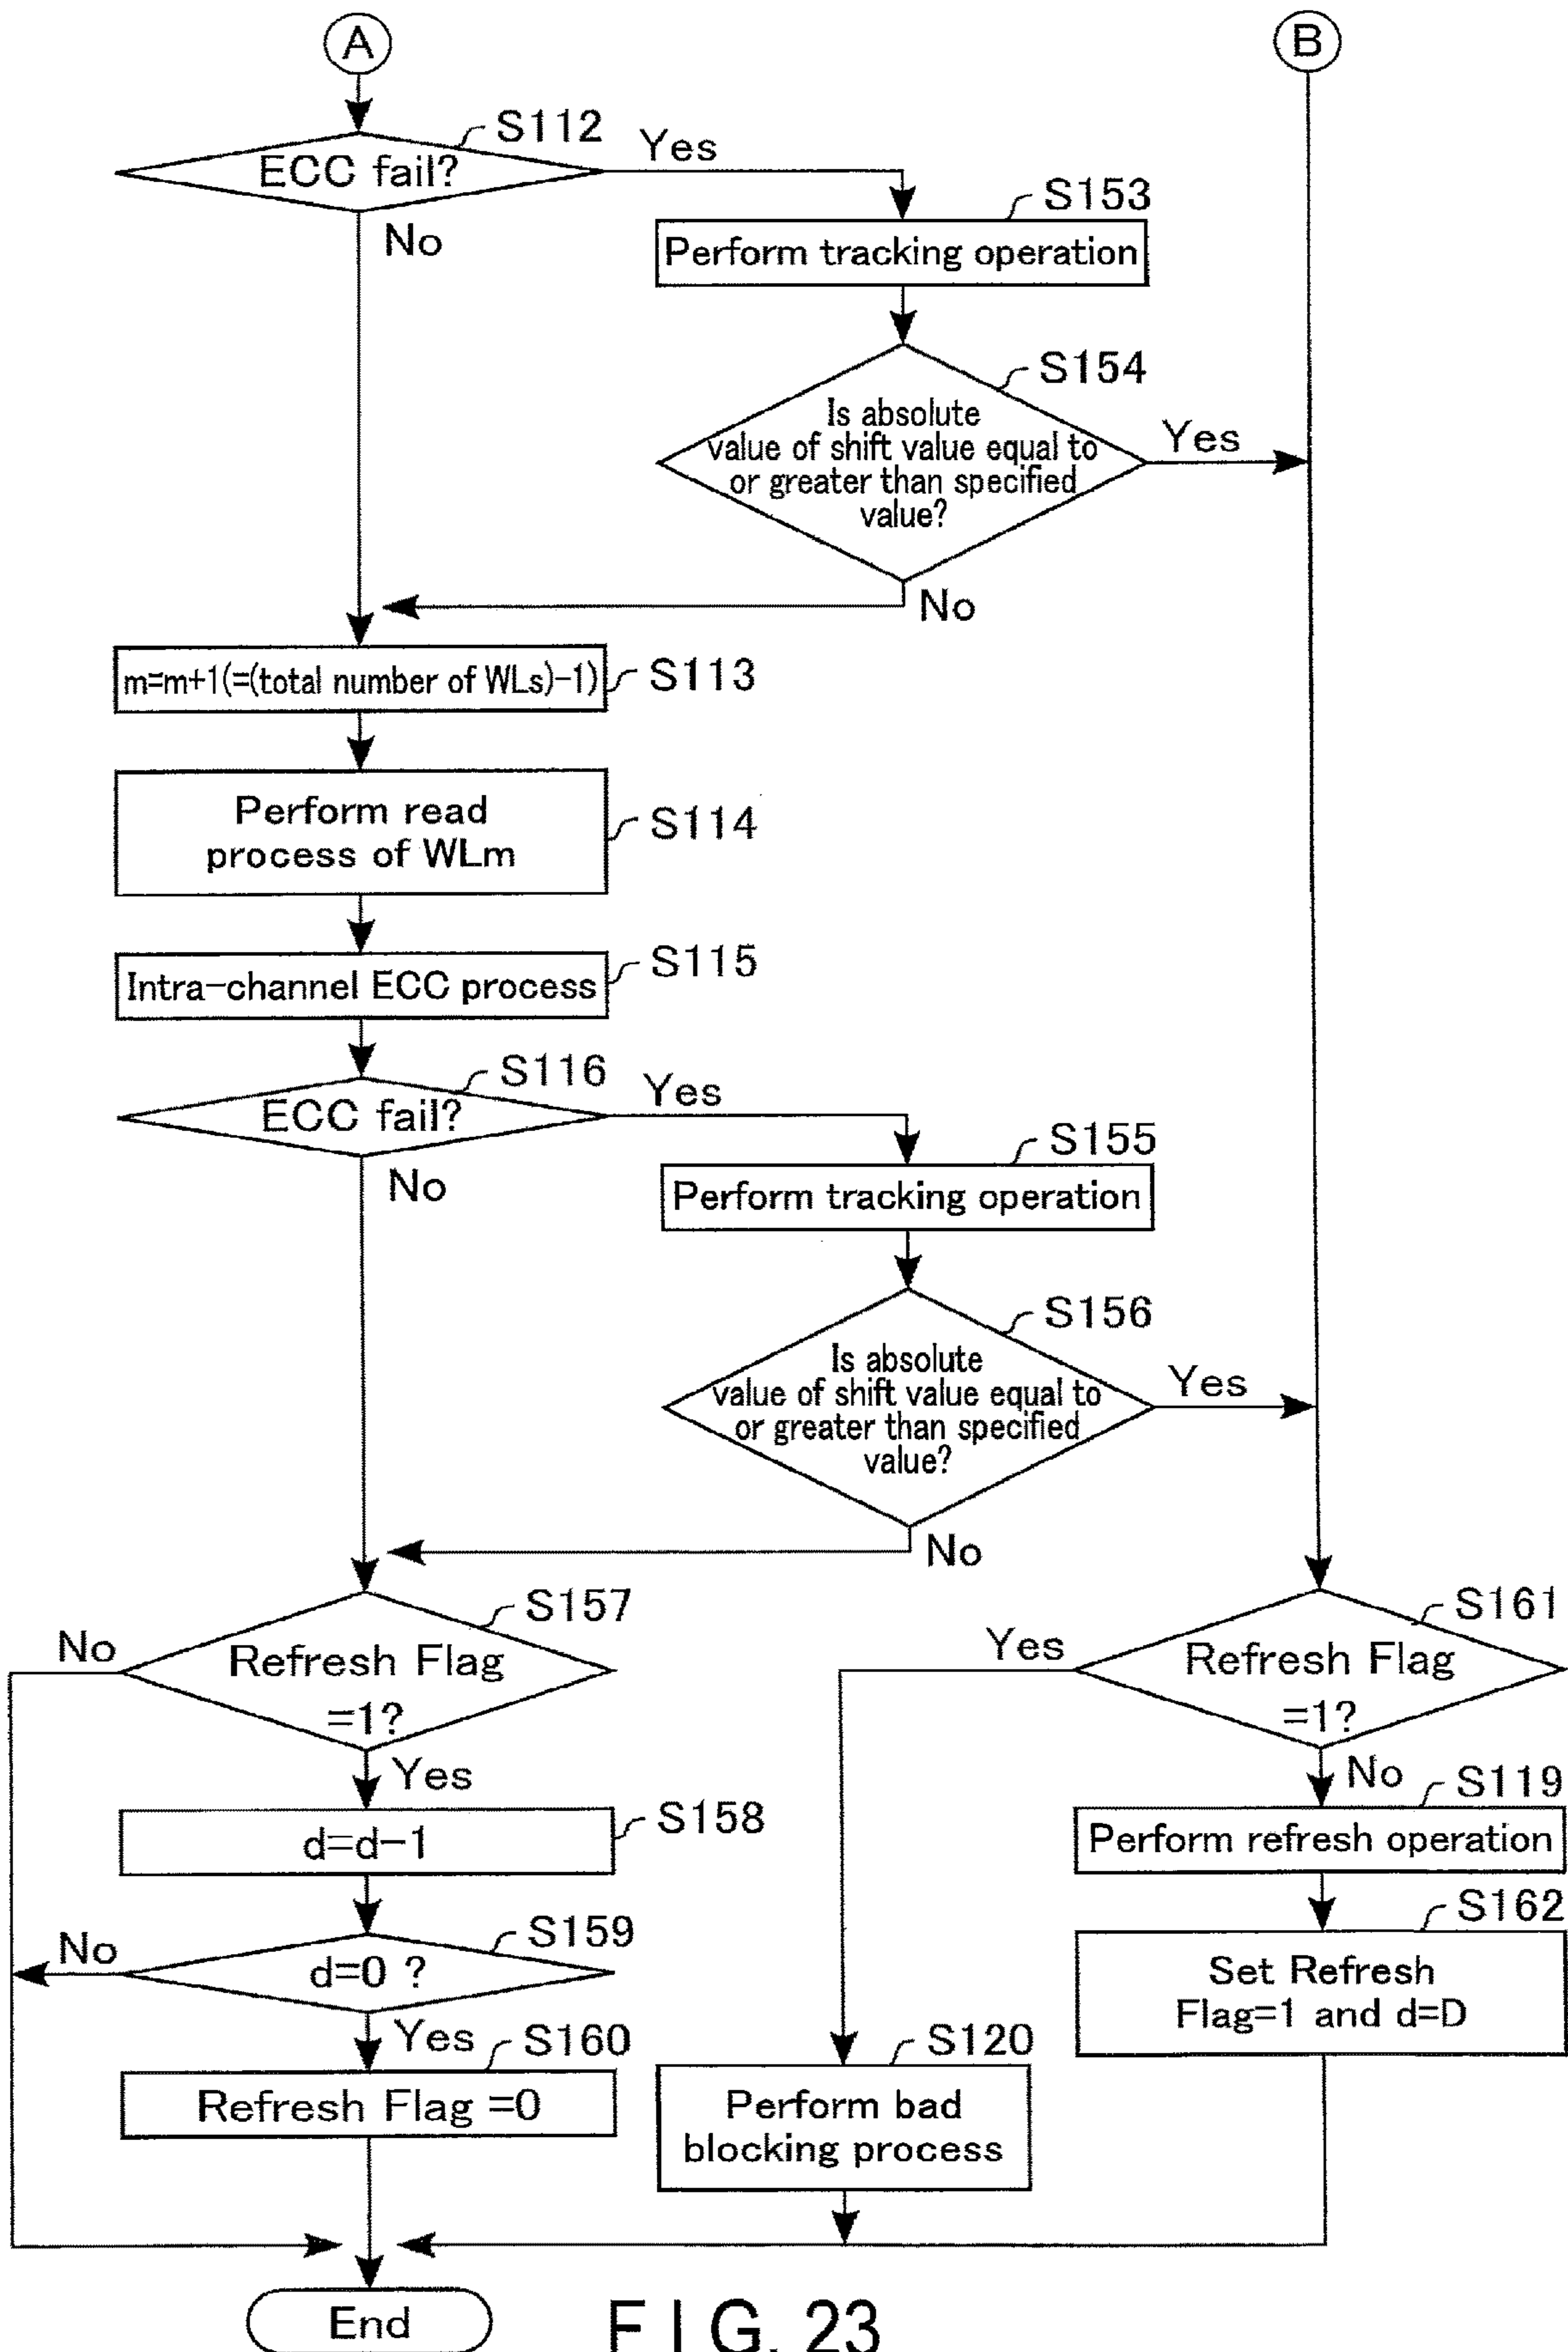 A
B
S112
ECC fail?
Yes
No
S153
Perform tracking operation
S154
Is absolute
value of shift value equal to
or greater than specified
value?
Yes
No
m=m+1(=(total number of WLs)-1)
S113
Perform read
process of WLm
S114
Intra-channel ECC process
S115
S116
ECC fail?
Yes
No
S155
Perform tracking operation
S156
Is absolute
value of shift value equal to
or greater than specified
value?
Yes
No
S157
No
Refresh Flag
=1?
Yes
S161
Yes
Refresh Flag
=1?
No
S158
d=d-1
S119
Perform refresh operation
S159
No
d=0 ?
Yes
S162
Set Refresh
Flag=1 and d=D
S160
Refresh Flag =0
S120
Perform bad
blocking process
End
FIG. 23